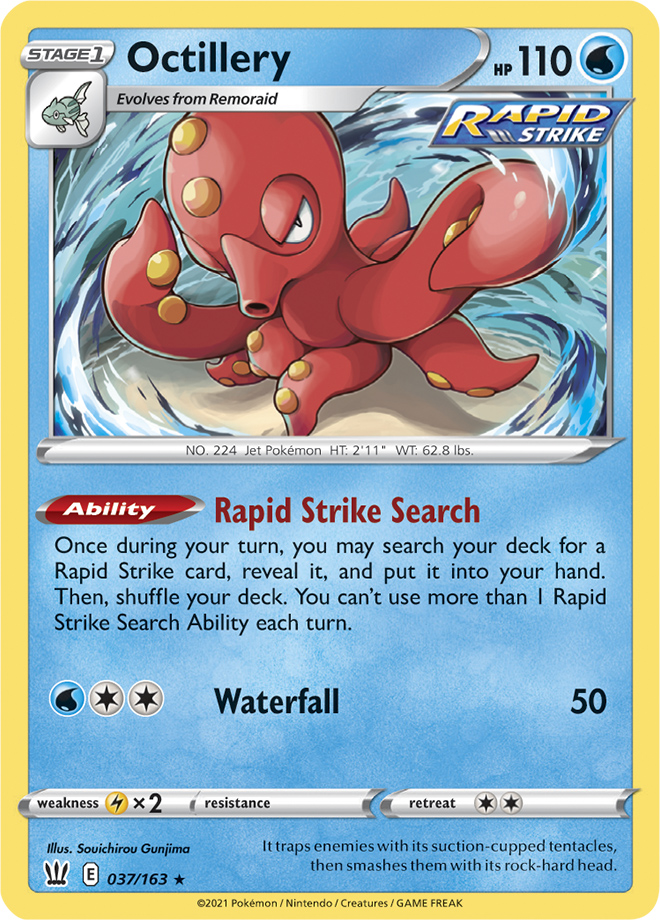 STAGE 1
Octillery
HP 110
Evolves from Remoraid
RAPID
STRIKE
NO. 224 Jet Pokémon HT: 2'11" WT: 62.8 lbs.
Ability Rapid Strike Search
Once during your turn, you may search your deck for a
Rapid Strike card, reveal it, and put it into your hand.
Then, shuffle your deck. You can't use more than 1 Rapid
Strike Search Ability each turn.
Waterfall 50
weakness ×2 resistance retreat
Illus. Souichirou Gunjima
It traps enemies with its suction-cupped tentacles,
then smashes them with its rock-hard head.
E 037/163 ★
©2021 Pokémon / Nintendo / Creatures / GAME FREAK